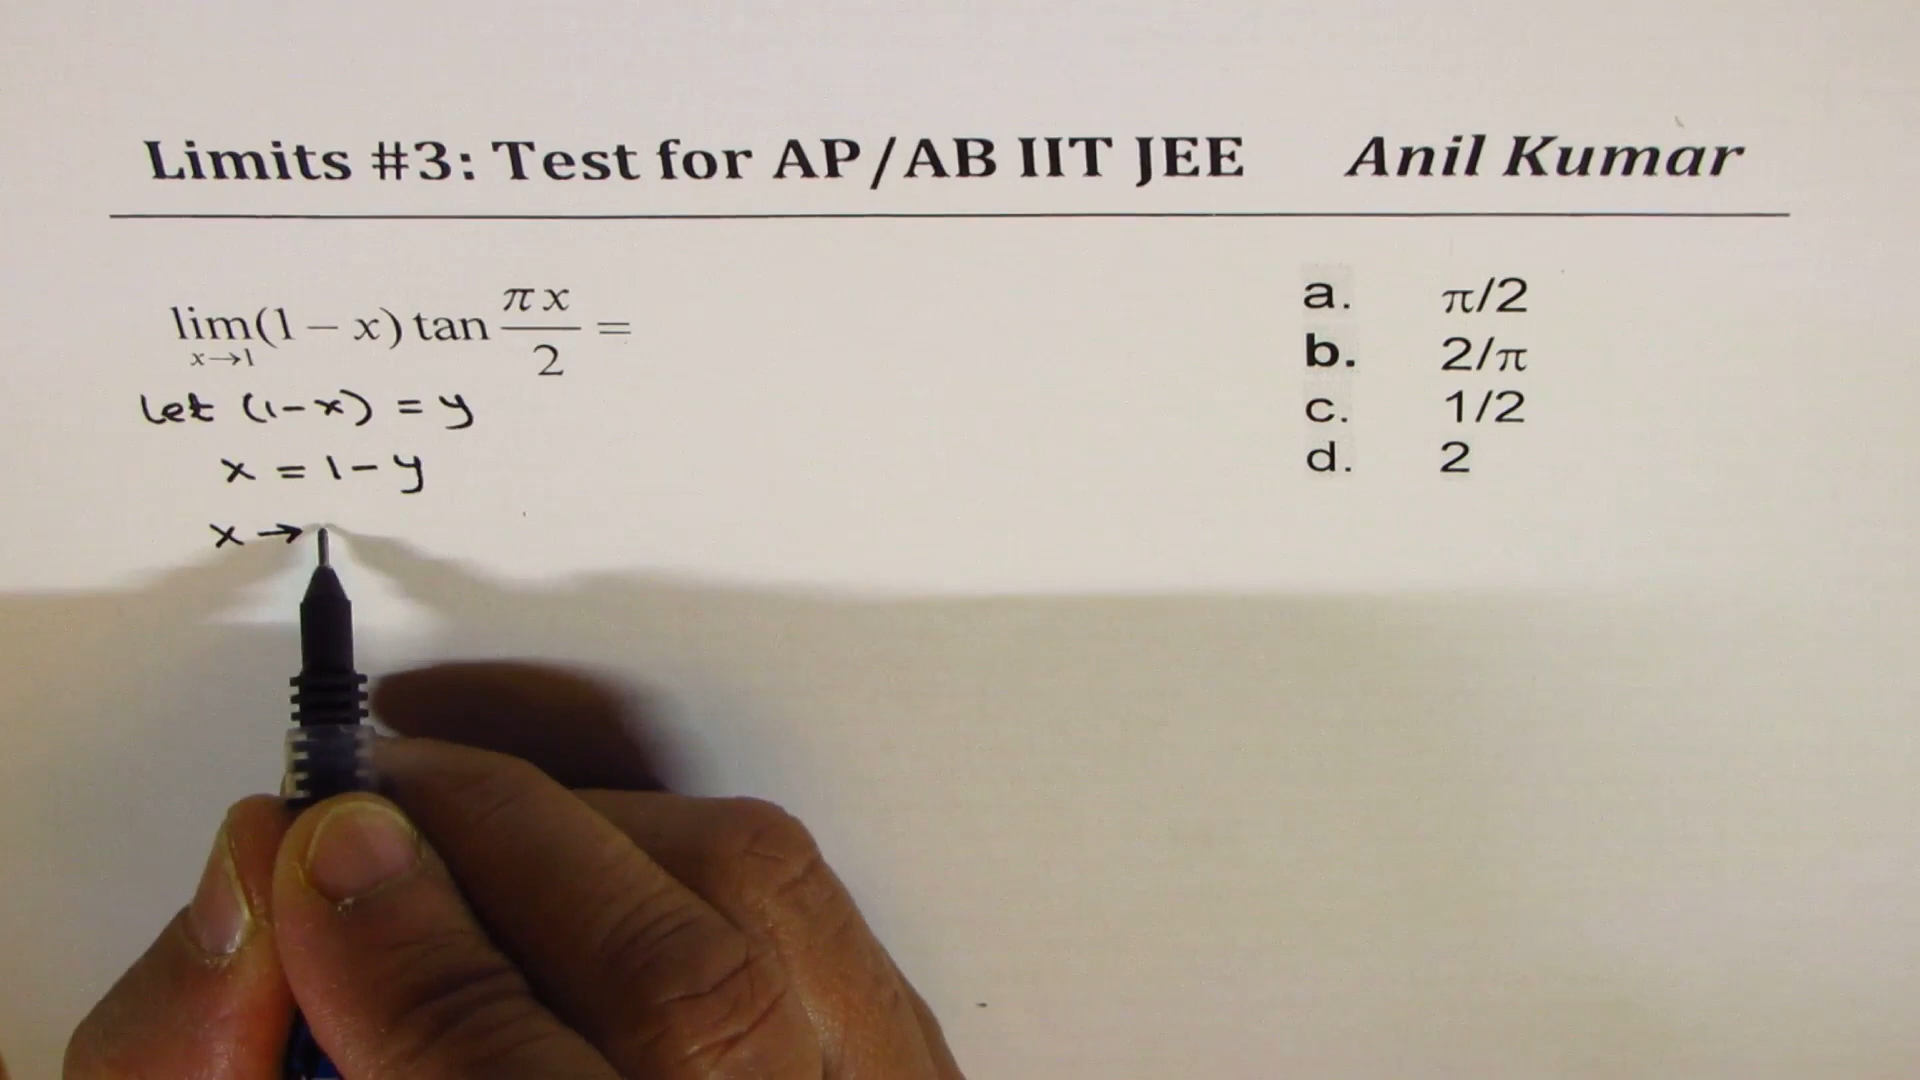 Limits #3: Test for AP/AB IIT JEE Anil Kumar
lim x→1 (1 − x) tan πx/2 =
let (1-x) = y
x = 1 - y
x →
a. π/2
b. 2/π
c. 1/2
d. 2